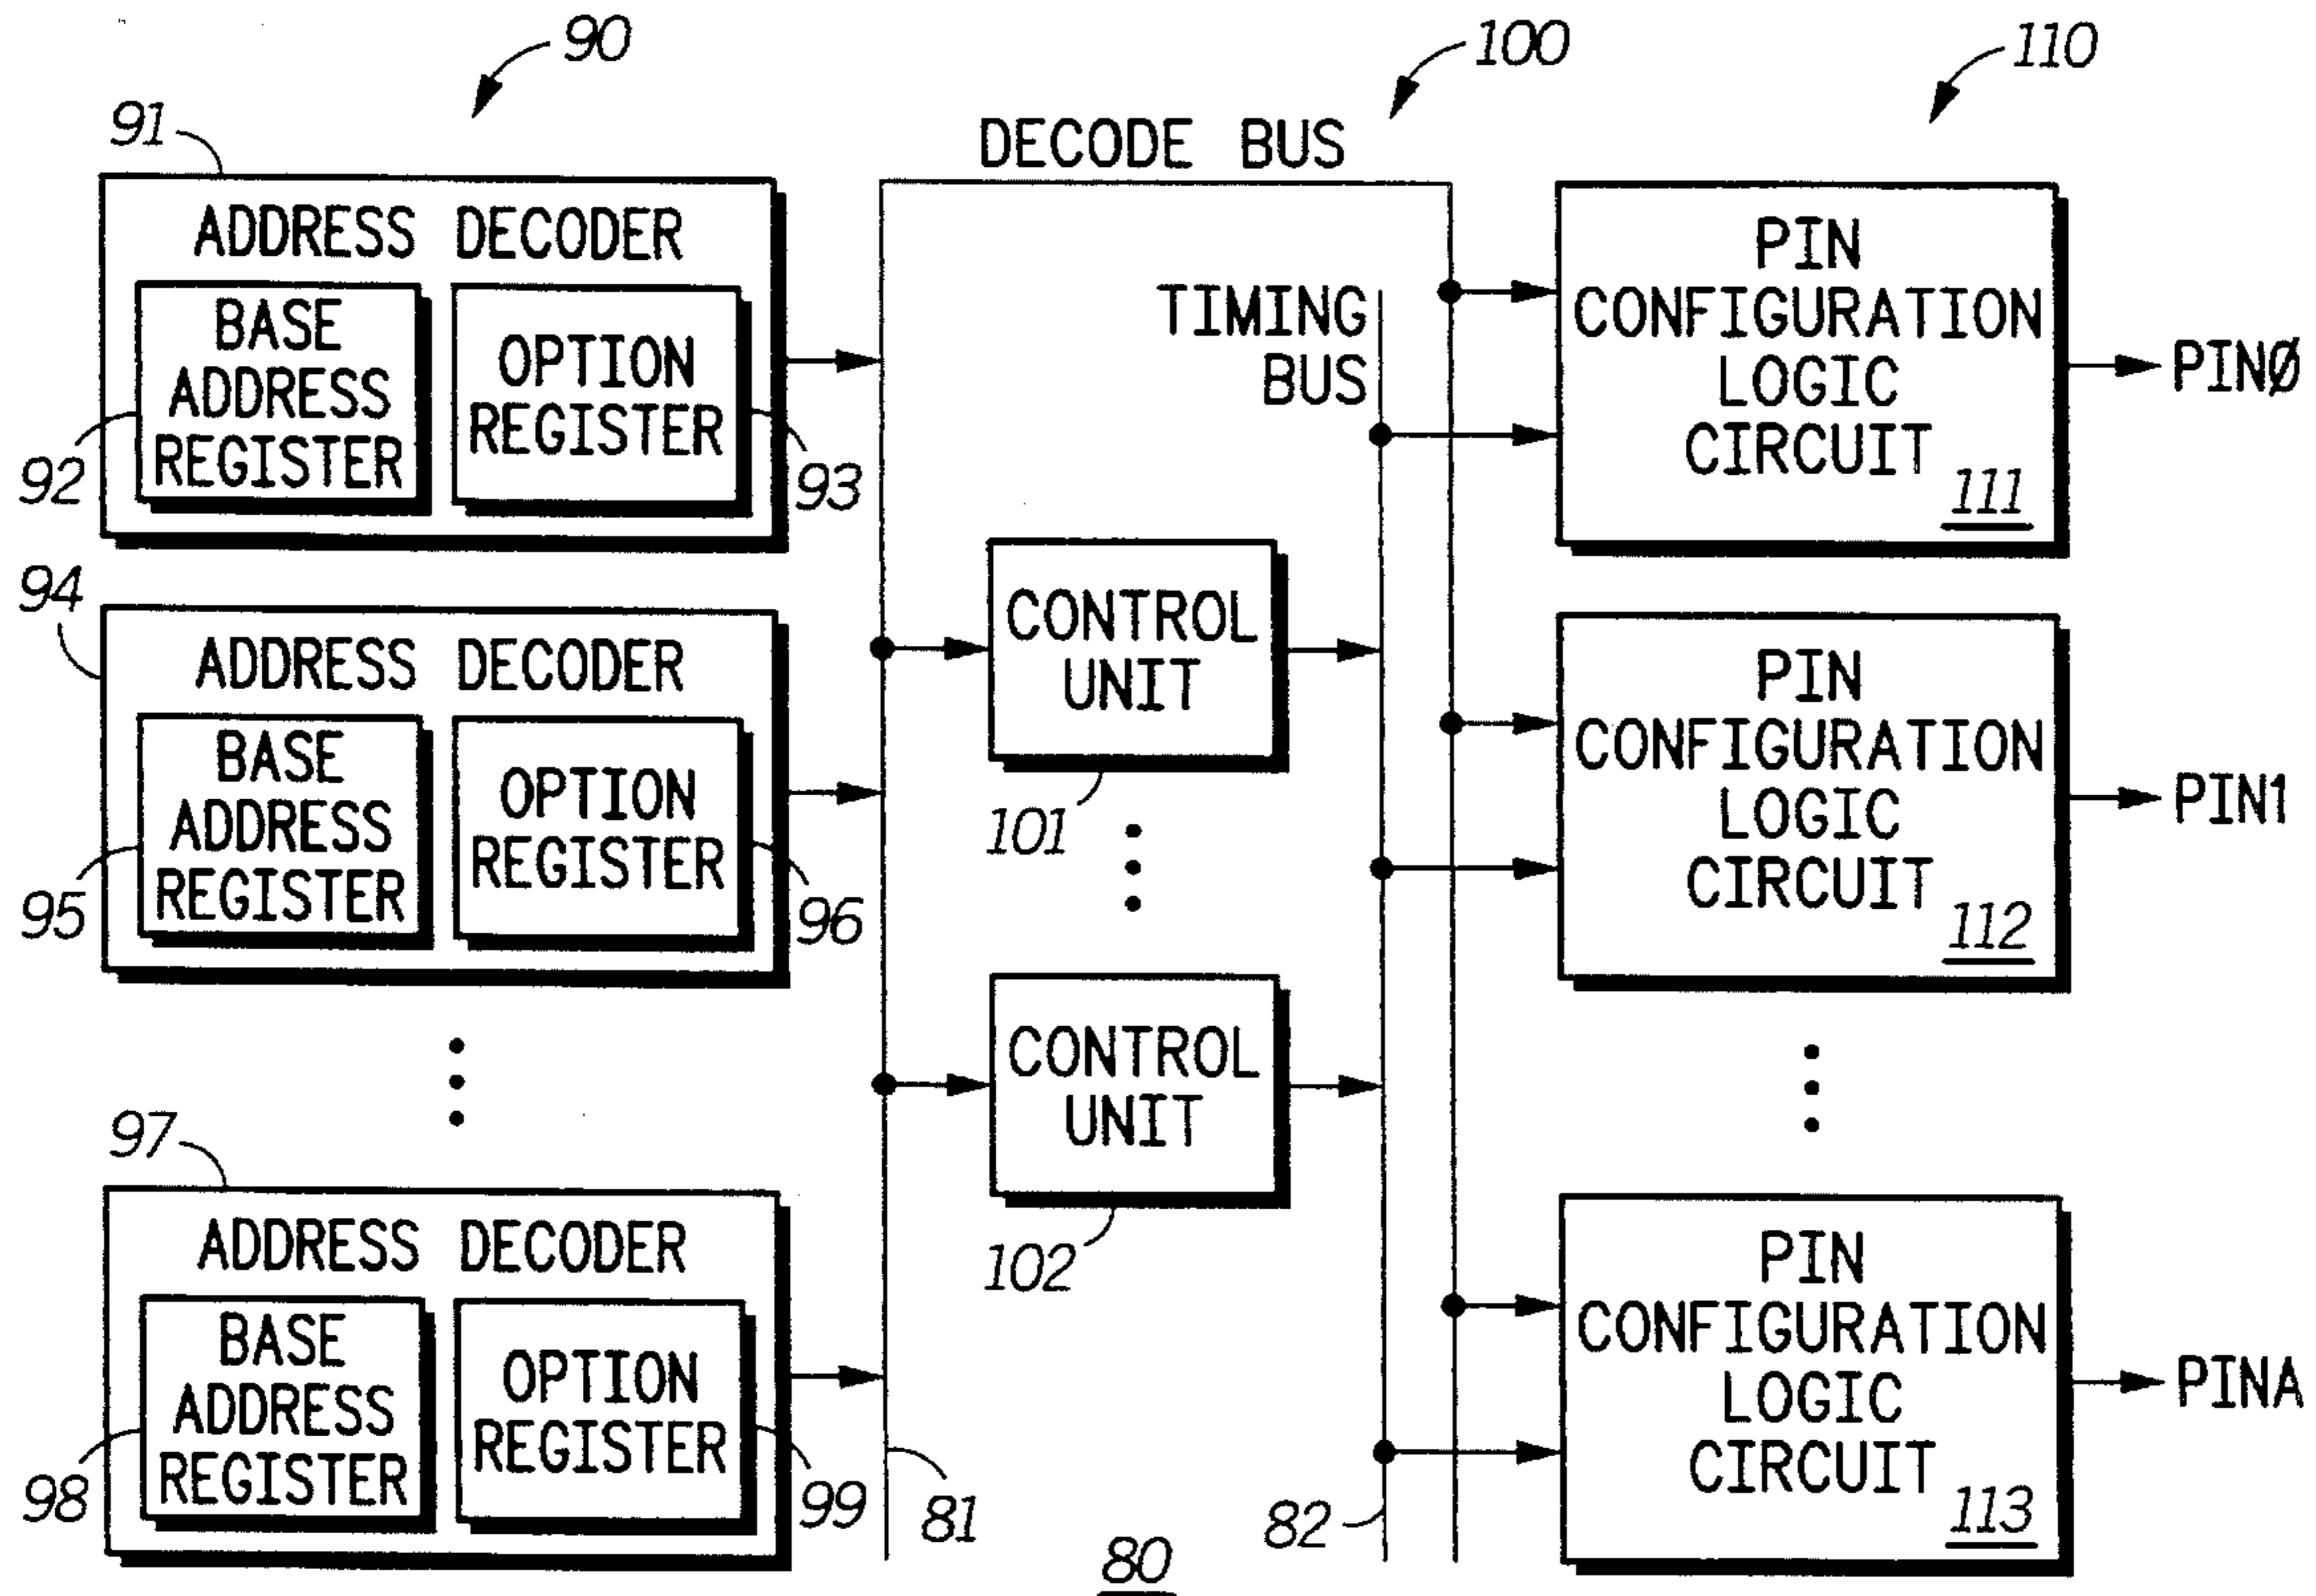 90
100
110
91
DECODE BUS
ADDRESS DECODER
BASE
ADDRESS
REGISTER
92
OPTION
REGISTER
93
TIMING
BUS
PIN
CONFIGURATION
LOGIC
CIRCUIT
111
PINØ
94
ADDRESS DECODER
BASE
ADDRESS
REGISTER
95
OPTION
REGISTER
96
CONTROL
UNIT
101
PIN
CONFIGURATION
LOGIC
CIRCUIT
112
PIN1
CONTROL
UNIT
102
97
ADDRESS DECODER
BASE
ADDRESS
REGISTER
98
OPTION
REGISTER
99
81
82
PIN
CONFIGURATION
LOGIC
CIRCUIT
113
PINA
80